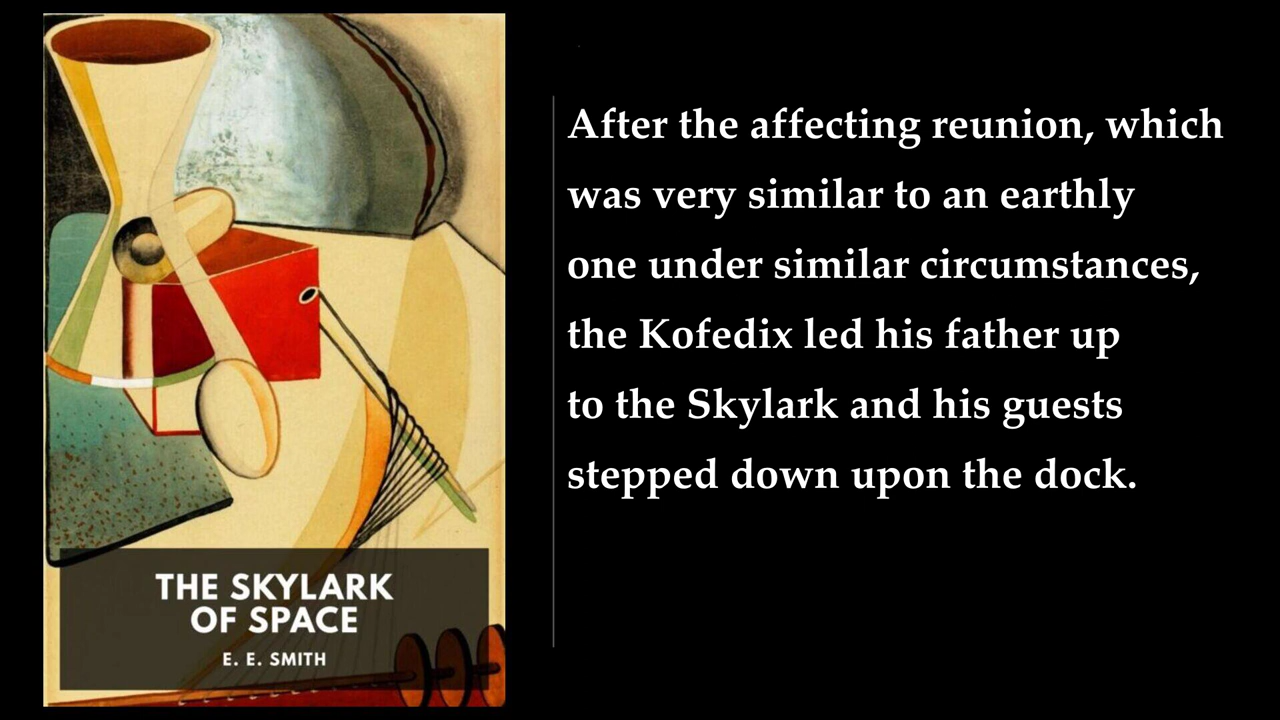 THE SKYLARK
OF SPACE
E. E. SMITH
After the affecting reunion, which
was very similar to an earthly
one under similar circumstances,
the Kofedix led his father up
to the Skylark and his guests
stepped down upon the dock.